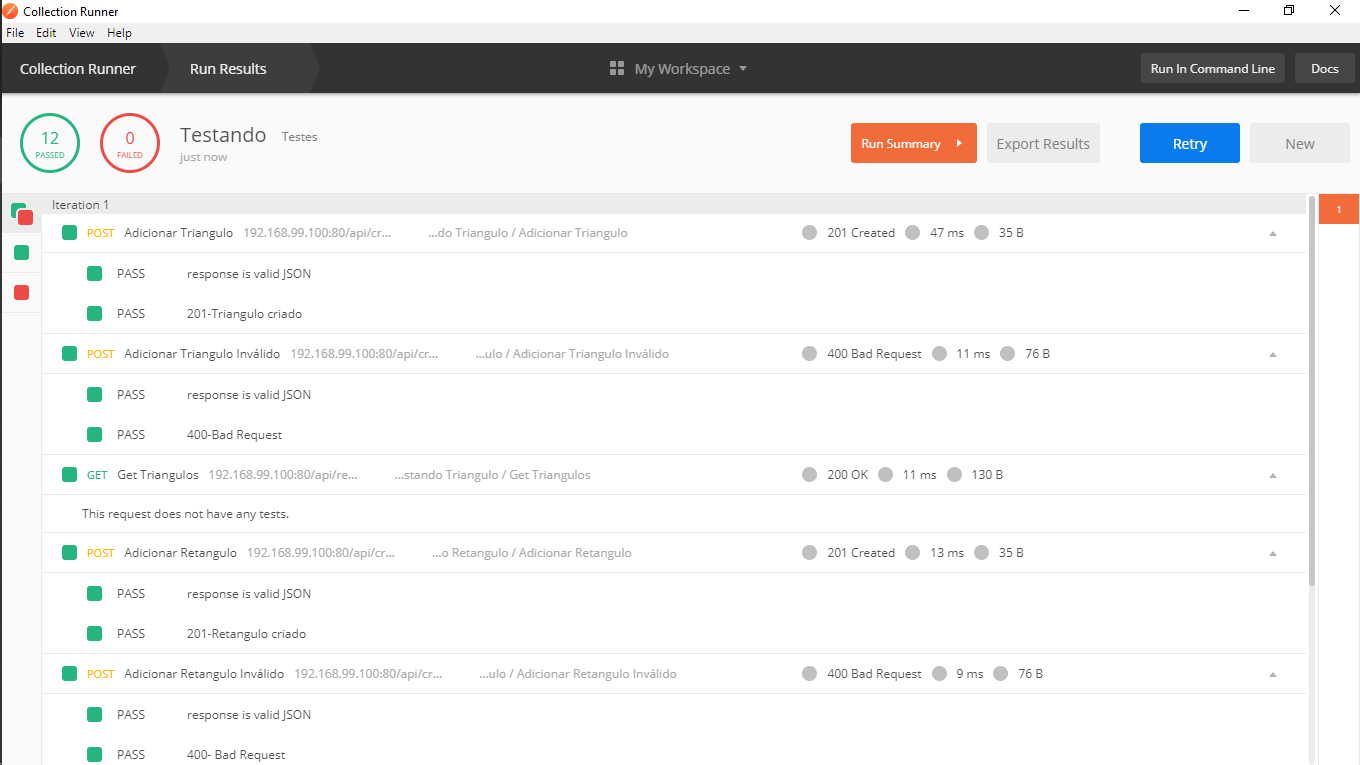 Collection Runner
File Edit View Help
Collection Runner Run Results My Workspace Run In Command Line Docs
12 PASSED 0 FAILED Testando Testes Run Summary Export Results Retry New
just now
Iteration 1 1
POST Adicionar Triangulo 192.168.99.100:80/api/cr... ...do Triangulo / Adicionar Triangulo 201 Created 47 ms 35 B
PASS response is valid JSON
PASS 201-Triangulo criado
POST Adicionar Triangulo Inválido 192.168.99.100:80/api/cr... ...ulo / Adicionar Triangulo Inválido 400 Bad Request 11 ms 76 B
PASS response is valid JSON
PASS 400-Bad Request
GET Get Triangulos 192.168.99.100:80/api/re... ...stando Triangulo / Get Triangulos 200 OK 11 ms 130 B
This request does not have any tests.
POST Adicionar Retangulo 192.168.99.100:80/api/cr... ...o Retangulo / Adicionar Retangulo 201 Created 13 ms 35 B
PASS response is valid JSON
PASS 201-Retangulo criado
POST Adicionar Retangulo Inválido 192.168.99.100:80/api/cr... ...ulo / Adicionar Retangulo Inválido 400 Bad Request 9 ms 76 B
PASS response is valid JSON
PASS 400- Bad Request